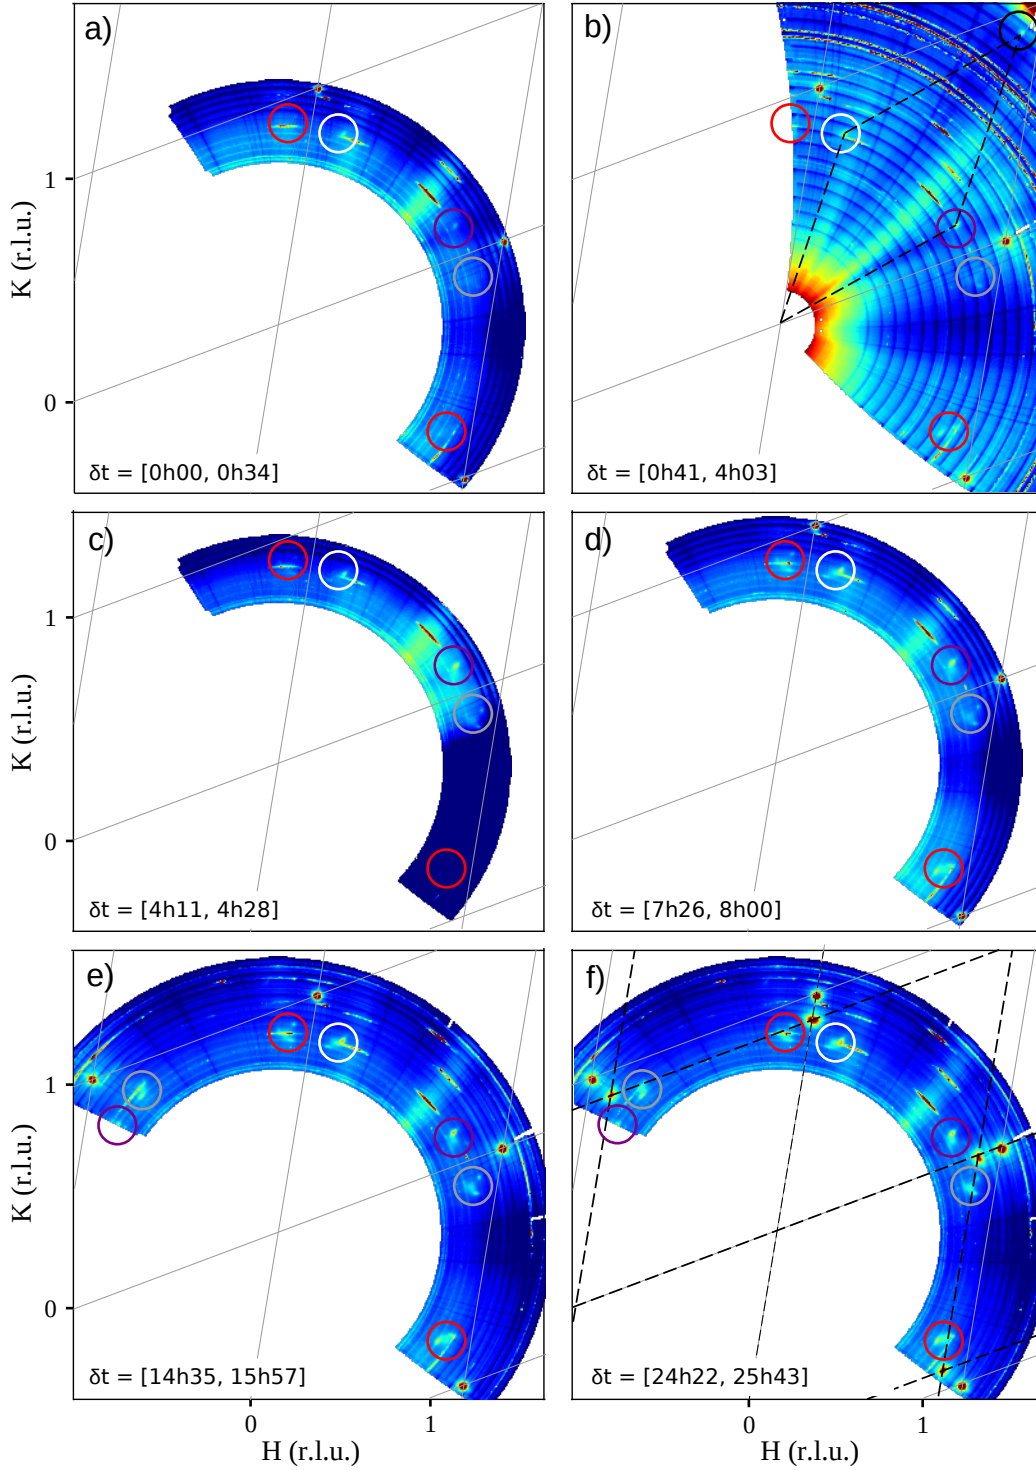 a)
b)
K (r.l.u.)
1
0
δt = [0h00, 0h34]
δt = [0h41, 4h03]
c)
d)
K (r.l.u.)
1
0
δt = [4h11, 4h28]
δt = [7h26, 8h00]
e)
f)
K (r.l.u.)
1
0
δt = [14h35, 15h57]
δt = [24h22, 25h43]
0
1
0
1
H (r.l.u.)
H (r.l.u.)